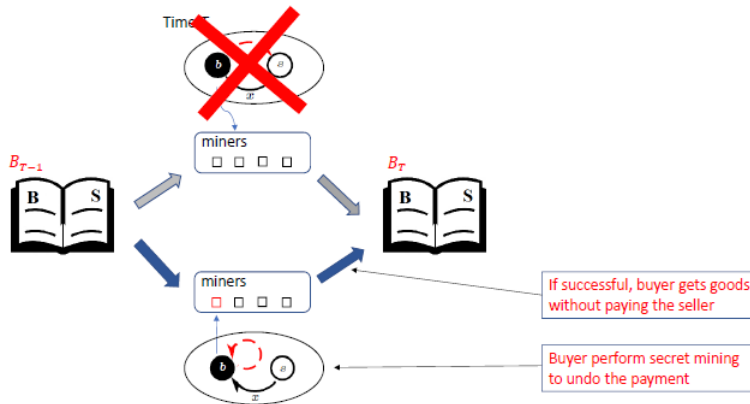 Time T
b
s
x
miners
B_{T-1}
B
S
B_T
B
S
miners
If successful, buyer gets goods
without paying the seller
b
s
x
Buyer perform secret mining
to undo the payment